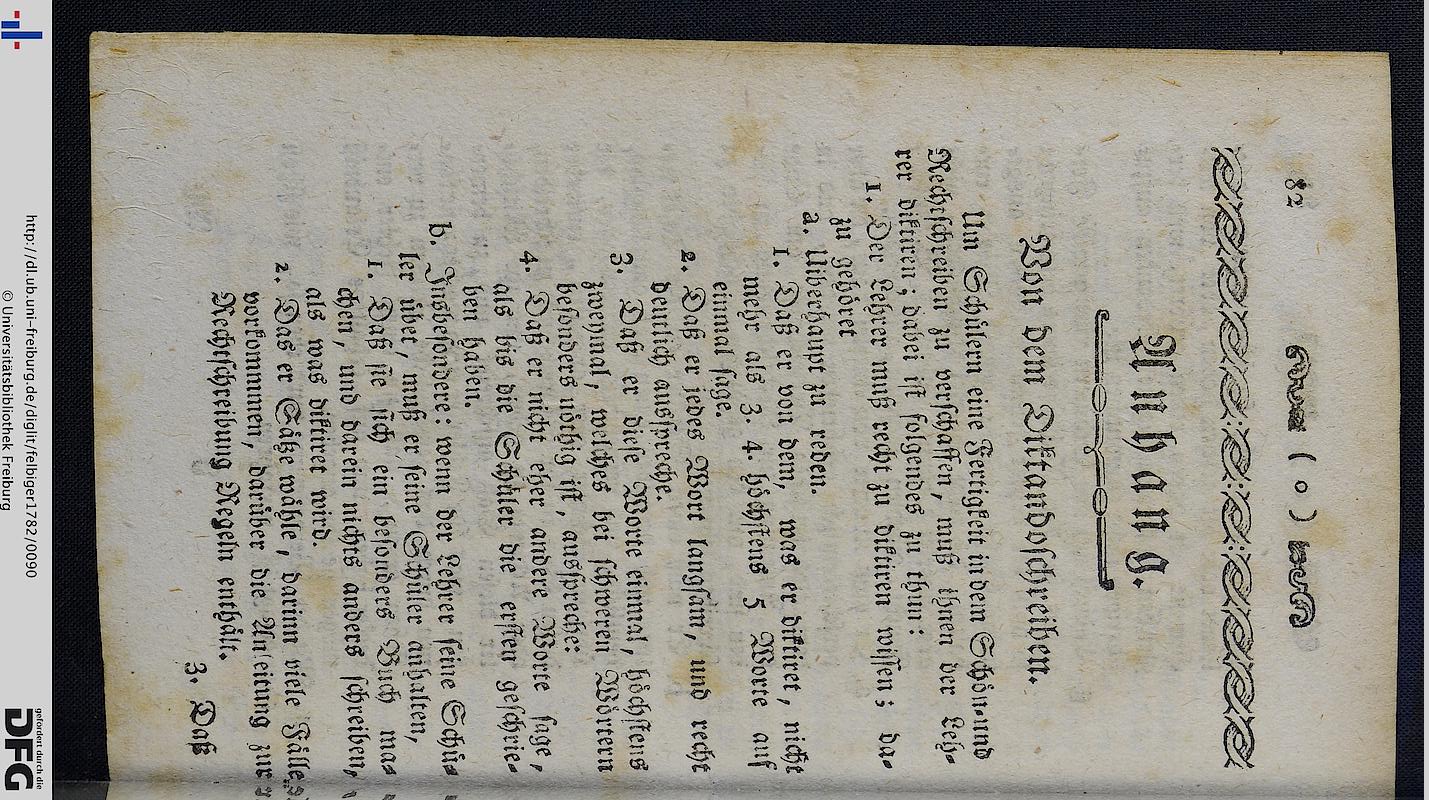 82 ( o )
Anhang.
Von dem Diktandoschreiben.
Um Schülern eine Fertigkeit in dem Schön- und
Rechtschreiben zu verschaffen, muß ihnen der Leh-
rer diktiren; dabei ist folgendes zu thun:
1. Der Lehrer muß recht zu diktiren wissen; da-
zu gehöret
a. Uiberhaupt zu reden.
1. Daß er von dem, was er diktiret, nicht
mehr als 3. 4. höchstens 5 Worte auf
einmal sage.
2. Daß er jedes Wort langsam, und recht
deutlich ausspreche.
3. Daß er diese Worte einmal, höchstens
zweymal, welches bei schweren Wörtern
besonders nöthig ist, ausspreche:
4. Daß er nicht eher andere Worte sage,
als bis die Schüler die ersten geschrie-
ben haben.
b. Insbesondere: wenn der Lehrer seine Schü-
ler übet, muß er seine Schüler anhalten,
1. Daß sie sich ein besonders Buch ma-
chen, und darein nichts anders schreiben,
als was diktiret wird.
2. Daß er Sätze wähle, darinn viele Fälle
vorkommen, darüber die Anleitung zur
Rechtschreibung Regeln enthält.
3. Daß
http://dl.ub.uni-freiburg.de/diglit/felbiger1782/0090
© Universitätsbibliothek Freiburg
gefördert durch die
DFG